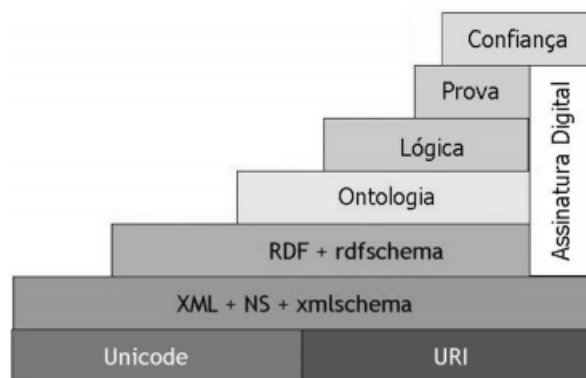 Confiança
Prova
Assinatura Digital
Lógica
Ontologia
RDF + rdfschema
XML + NS + xmlschema
Unicode
URI